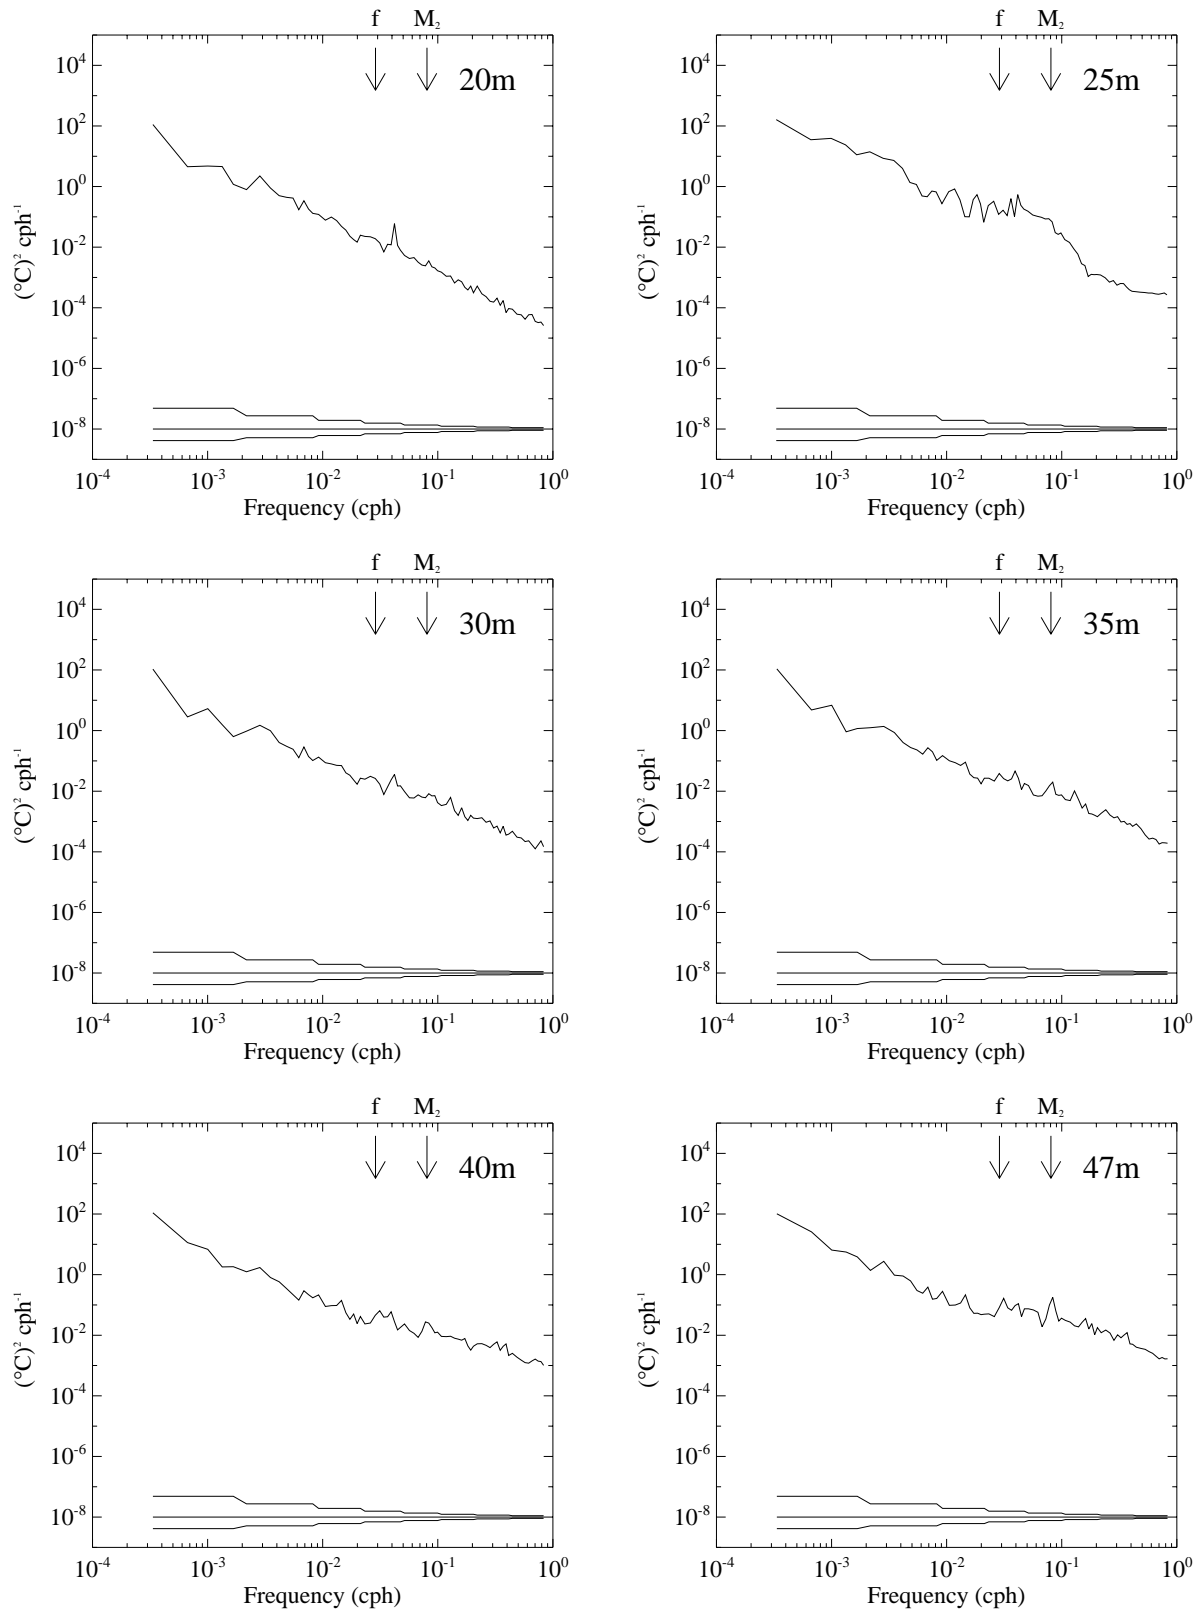 f M₂
20m
10⁴
10²
10⁰
10⁻²
10⁻⁴
10⁻⁶
10⁻⁸
(°C)² cph⁻¹
10⁻⁴ 10⁻³ 10⁻² 10⁻¹ 10⁰
Frequency (cph)
f M₂
25m
10⁴
10²
10⁰
10⁻²
10⁻⁴
10⁻⁶
10⁻⁸
(°C)² cph⁻¹
10⁻⁴ 10⁻³ 10⁻² 10⁻¹ 10⁰
Frequency (cph)
f M₂
30m
10⁴
10²
10⁰
10⁻²
10⁻⁴
10⁻⁶
10⁻⁸
(°C)² cph⁻¹
10⁻⁴ 10⁻³ 10⁻² 10⁻¹ 10⁰
Frequency (cph)
f M₂
35m
10⁴
10²
10⁰
10⁻²
10⁻⁴
10⁻⁶
10⁻⁸
(°C)² cph⁻¹
10⁻⁴ 10⁻³ 10⁻² 10⁻¹ 10⁰
Frequency (cph)
f M₂
40m
10⁴
10²
10⁰
10⁻²
10⁻⁴
10⁻⁶
10⁻⁸
(°C)² cph⁻¹
10⁻⁴ 10⁻³ 10⁻² 10⁻¹ 10⁰
Frequency (cph)
f M₂
47m
10⁴
10²
10⁰
10⁻²
10⁻⁴
10⁻⁶
10⁻⁸
(°C)² cph⁻¹
10⁻⁴ 10⁻³ 10⁻² 10⁻¹ 10⁰
Frequency (cph)